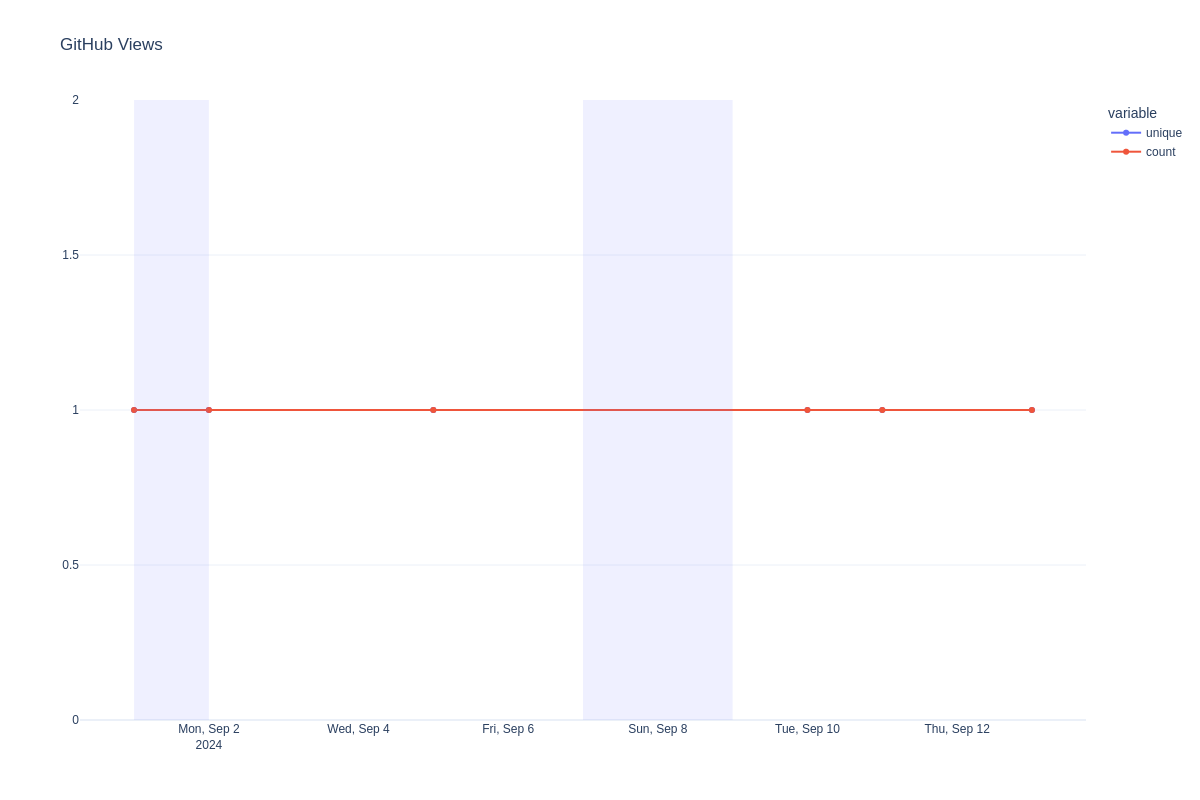 GitHub Views
2
1.5
1
0.5
0
Mon, Sep 2
2024
Wed, Sep 4
Fri, Sep 6
Sun, Sep 8
Tue, Sep 10
Thu, Sep 12
variable
unique
count